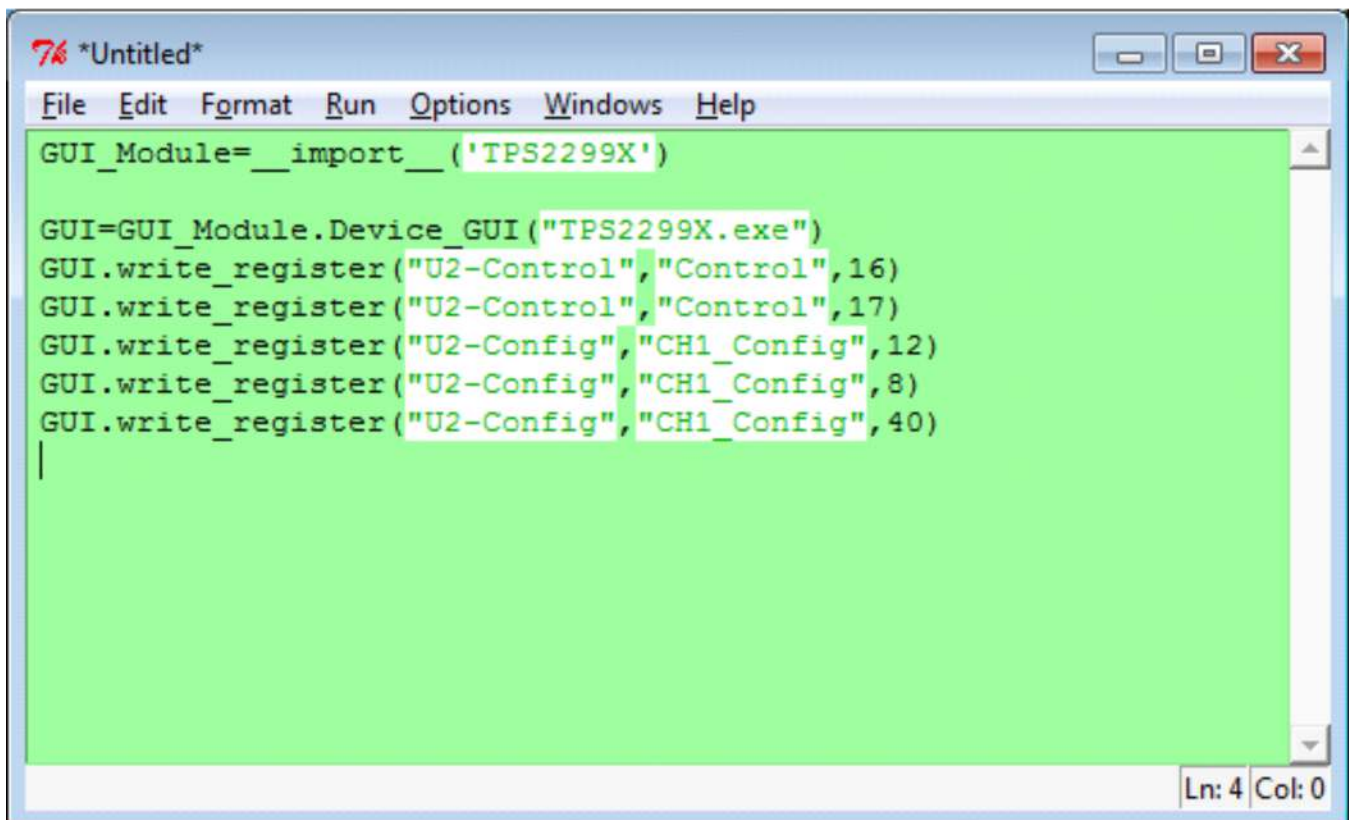 *Untitled*
File Edit Format Run Options Windows Help
GUI_Module=__import__('TPS2299X')
GUI=GUI_Module.Device_GUI("TPS2299X.exe")
GUI.write_register("U2-Control","Control",16)
GUI.write_register("U2-Control","Control",17)
GUI.write_register("U2-Config","CH1_Config",12)
GUI.write_register("U2-Config","CH1_Config",8)
GUI.write_register("U2-Config","CH1_Config",40)
Ln: 4 Col: 0